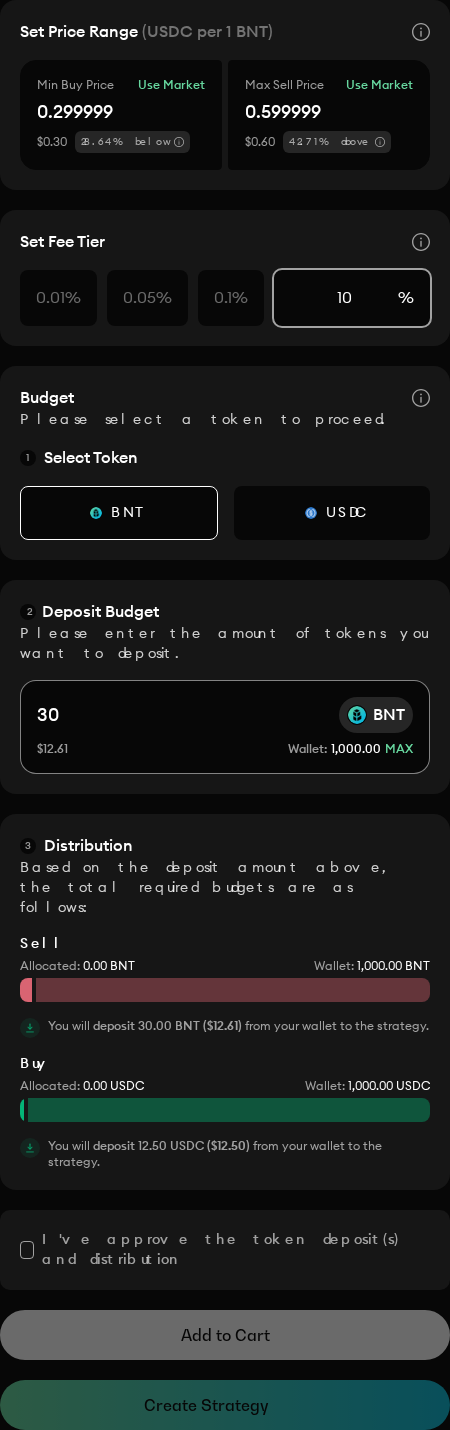 Set Price Range (USDC per 1 BNT)
Min Buy Price Use Market Max Sell Price Use Market
0.299999 0.599999
$0.30 28.64% below $0.60 42.71% above
Set Fee Tier
0.01% 0.05% 0.1% 10 %
Budget
Please select a token to proceed.
1 Select Token
BNT USDC
2 Deposit Budget
Please enter the amount of tokens you
want to deposit.
30 BNT
$12.61 Wallet: 1,000.00 MAX
3 Distribution
Based on the deposit amount above,
the total required budgets are as
follows:
Sell
Allocated: 0.00 BNT Wallet: 1,000.00 BNT
You will deposit 30.00 BNT ($12.61) from your wallet to the strategy.
Buy
Allocated: 0.00 USDC Wallet: 1,000.00 USDC
You will deposit 12.50 USDC ($12.50) from your wallet to the
strategy.
I've approve the token deposit(s)
and distribution
Add to Cart
Create Strategy